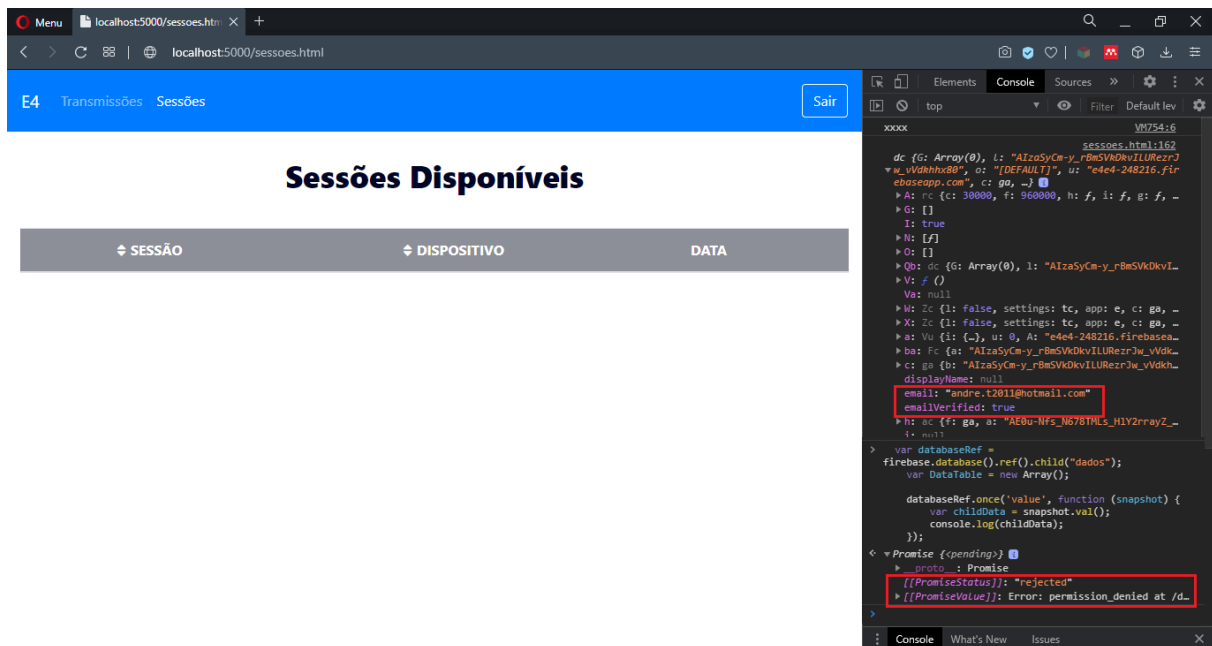 Menu localhost:5000/sessoes.htm
localhost:5000/sessoes.html
E4 Transmissões Sessões Sair
Sessões Disponíveis
SESSÃO DISPOSITIVO DATA
Elements Console Sources »
top Filter Default lev
xxxx VM754:6
sessoes.html:162
dc {G: Array(0), l: "AIzaSyCm-y_rBmSVkDkvILURezrJ
w_vVdkhhx80", o: "[DEFAULT]", u: "e4e4-248216.fir
ebaseapp.com", c: ga, …}
A: rc {c: 30000, f: 960000, h: ƒ, i: ƒ, g: ƒ, …
G: []
I: true
N: [ƒ]
O: []
Qb: dc {G: Array(0), l: "AIzaSyCm-y_rBmSVkDkvI…
V: ƒ ()
Va: null
W: Zc {l: false, settings: tc, app: e, c: ga, …
X: Zc {l: false, settings: tc, app: e, c: ga, …
a: Vu {i: {…}, u: 0, A: "e4e4-248216.firebasea…
ba: Fc {a: "AIzaSyCm-y_rBmSVkDkvILURezrJw_vVdk…
c: ga {b: "AIzaSyCm-y_rBmSVkDkvILURezrJw_vVdkh…
displayName: null
email: "andre.t2011@hotmail.com"
emailVerified: true
h: ac {f: ga, a: "AE0u-Nfs_N678TMLs_H1Y2rrayZ_…
i: null
> var databaseRef =
firebase.database().ref().child("dados");
var DataTable = new Array();
databaseRef.once('value', function (snapshot) {
var childData = snapshot.val();
console.log(childData);
});
Promise {<pending>}
__proto__: Promise
[[PromiseStatus]]: "rejected"
[[PromiseValue]]: Error: permission_denied at /d…
>
Console What's New Issues